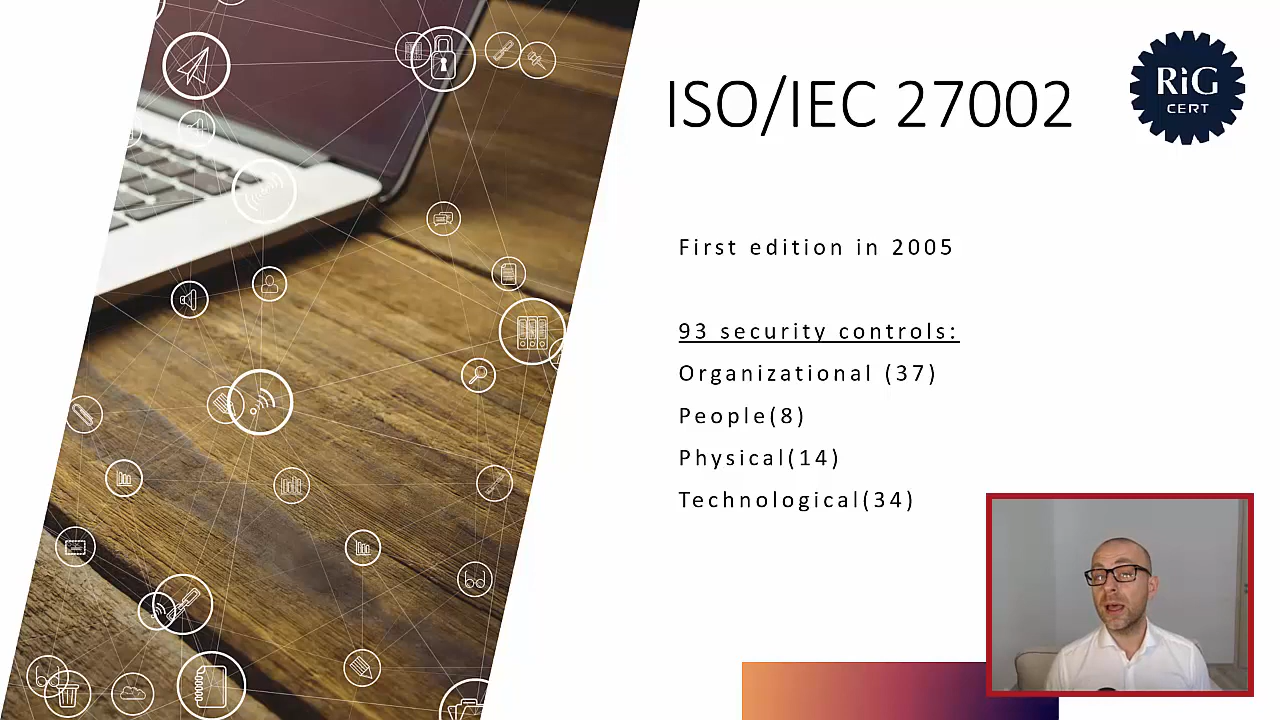 ISO/IEC 27002
RiG
CERT
First edition in 2005
93 security controls:
Organizational (37)
People(8)
Physical(14)
Technological(34)